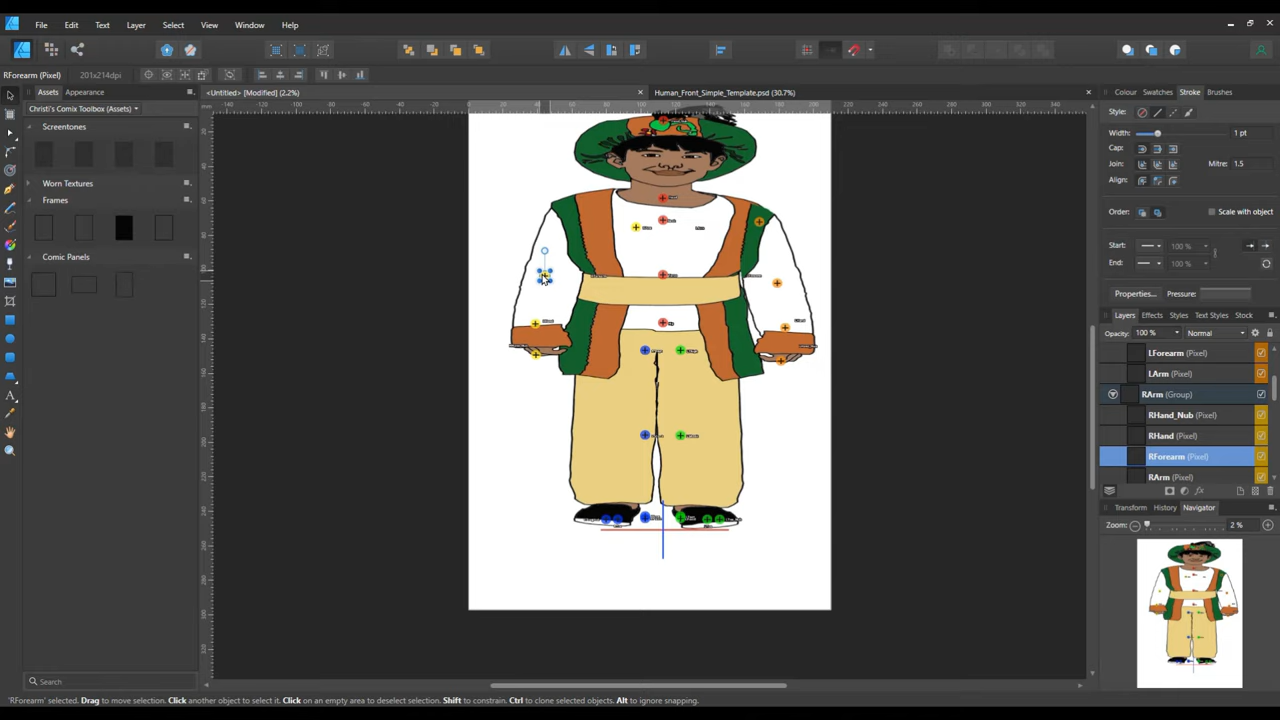 File Edit Text Layer Select View Window Help
RForearm (Pixel) 201x214dpi
Assets Appearance
<Untitled> [Modified] (2.2%)
Human_Front_Simple_Template.psd (30.7%)
Colour Swatches Stroke Brushes
Christi's Comix Toolbox (Assets)
Screentones
Worn Textures
Frames
Comic Panels
Search
mm
Style:
Width: 1 pt
Cap:
Join: Mitre: 1.5
Align:
Order: Scale with object
Start: 100 %
End: 100 %
Properties... Pressure:
Layers Effects Styles Text Styles Stock
Opacity: 100 % Normal
LForearm (Pixel)
LArm (Pixel)
RArm (Group)
RHand_Nub (Pixel)
RHand (Pixel)
RForearm (Pixel)
RArm (Pixel)
Transform History Navigator
Zoom: 2 %
'RForearm' selected. Drag to move selection. Click another object to select it. Click on an empty area to deselect selection. Shift to constrain. Ctrl to clone selected objects. Alt to ignore snapping.